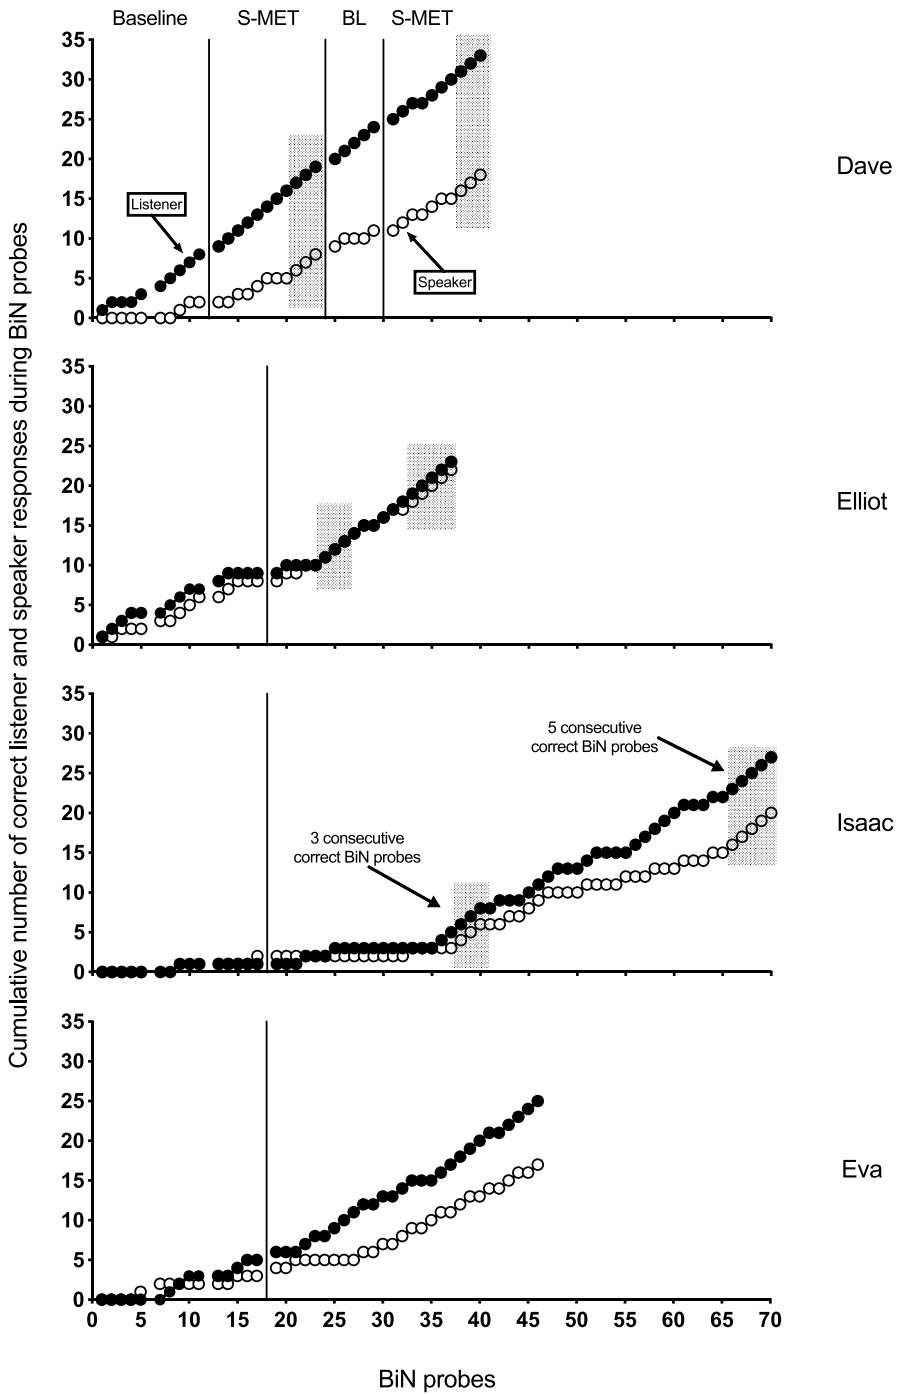 Baseline S-MET BL S-MET
35
30
25
20
15
10
5
0
Listener
Speaker
Dave
35
30
25
20
15
10
5
0
Elliot
35
30
25
20
15
10
5
0
5 consecutive
correct BiN probes
3 consecutive
correct BiN probes
Isaac
35
30
25
20
15
10
5
0
Eva
0 5 10 15 20 25 30 35 40 45 50 55 60 65 70
BiN probes
Cumulative number of correct listener and speaker responses during BiN probes